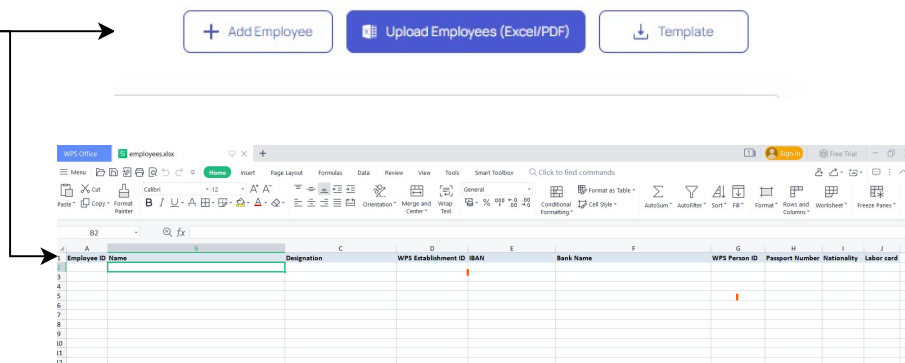 + Add Employee
Upload Employees (Excel/PDF)
Template
WPS Office
S employees.xlsx
Sign in
Free Trial
Menu
Home
Insert
Page Layout
Formulas
Data
Review
View
Tools
Smart Toolbox
Click to find commands
Paste
Cut
Copy
Format Painter
Calibri
12
A+ A-
B I U A
Orientation
Merge and Center
Wrap Text
General
Conditional Formatting
Format as Table
Cell Style
AutoSum
AutoFilter
Sort
Fill
Format
Rows and Columns
Worksheet
Freeze Panes
B2
fx
A B C D E F G H I J
1 Employee ID Name Designation WPS Establishment ID IBAN Bank Name WPS Person ID Passport Number Nationality Labor card
2
3
4
5
6
7
8
9
10
11
12